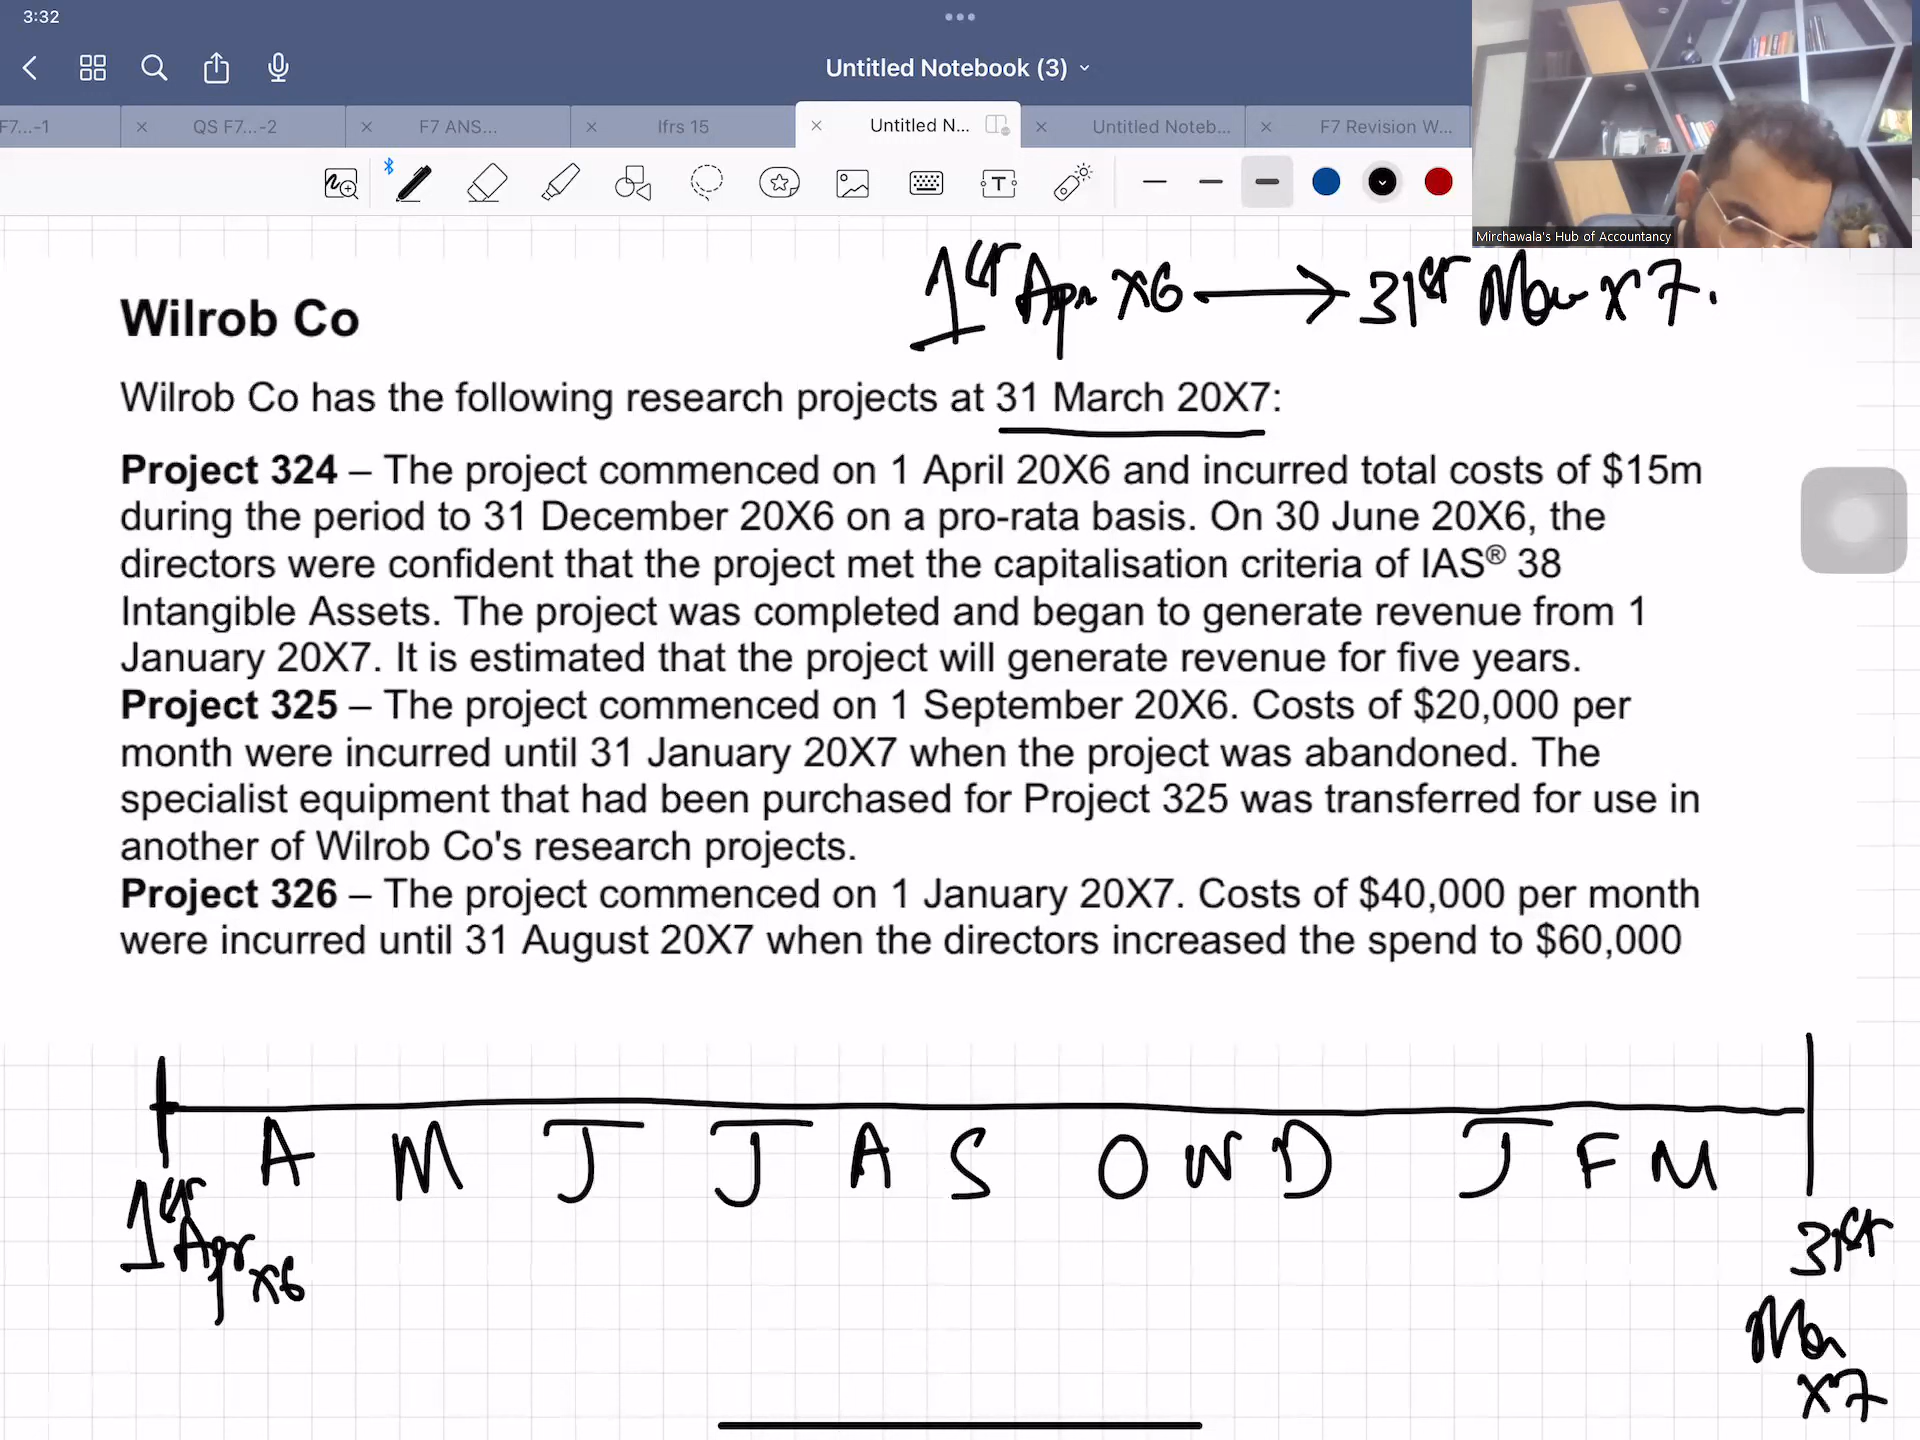 3:32
Untitled Notebook (3)
F7...-1
QS F7...-2
F7 ANS...
Ifrs 15
Untitled N...
Untitled Noteb...
F7 Revision W...
T
Mirchawala's Hub of Accountancy
1st Apr x6 → 31st Mar x7.
Wilrob Co
Wilrob Co has the following research projects at 31 March 20X7:
Project 324 – The project commenced on 1 April 20X6 and incurred total costs of $15m
during the period to 31 December 20X6 on a pro-rata basis. On 30 June 20X6, the
directors were confident that the project met the capitalisation criteria of IAS® 38
Intangible Assets. The project was completed and began to generate revenue from 1
January 20X7. It is estimated that the project will generate revenue for five years.
Project 325 – The project commenced on 1 September 20X6. Costs of $20,000 per
month were incurred until 31 January 20X7 when the project was abandoned. The
specialist equipment that had been purchased for Project 325 was transferred for use in
another of Wilrob Co's research projects.
Project 326 – The project commenced on 1 January 20X7. Costs of $40,000 per month
were incurred until 31 August 20X7 when the directors increased the spend to $60,000
A M J J A S O N D J F M
1st
Apr
x6
31st
Mar
x7